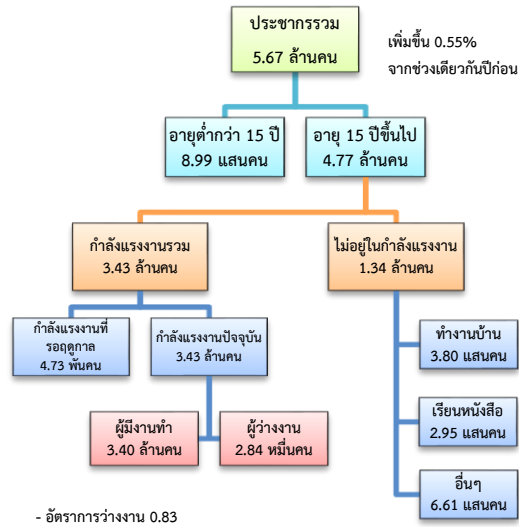 ประชากรรวม
5.67 ล้านคน
เพิ่มขึ้น 0.55%
จากช่วงเดียวกันปีก่อน
อายุต่ำกว่า 15 ปี
8.99 แสนคน
อายุ 15 ปีขึ้นไป
4.77 ล้านคน
กำลังแรงงานรวม
3.43 ล้านคน
ไม่อยู่ในกำลังแรงงาน
1.34 ล้านคน
กำลังแรงงานที่
รอฤดูกาล
4.73 พันคน
กำลังแรงงานปัจจุบัน
3.43 ล้านคน
ทำงานบ้าน
3.80 แสนคน
ผู้มีงานทำ
3.40 ล้านคน
ผู้ว่างงาน
2.84 หมื่นคน
เรียนหนังสือ
2.95 แสนคน
อื่นๆ
6.61 แสนคน
- อัตราการว่างงาน 0.83